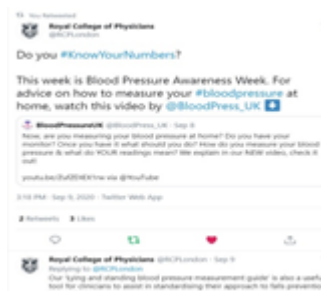 You Retweeted
Royal College of Physicians
@RCPLondon
Do you #KnowYourNumbers?
This week is Blood Pressure Awareness Week. For
advice on how to measure your #bloodpressure at
home, watch this video by @BloodPress_UK
BloodPressureUK @BloodPress_UK · Sep 9
Now, are you measuring your blood pressure at home? Do you have your
monitor? Once you have it what should you do? How do you measure your blood
pressure & what do YOUR readings mean? We explain in our NEW video, check it
out!
via @YouTube
3:10 PM · Sep 9, 2020 · Twitter Web App
2 Retweets 3 Likes
Royal College of Physicians @RCPLondon · Sep 9
Replying to @RCPLondon
Our 'lying and standing blood pressure measurement guide' is also a useful
tool for clinicians to assist in standardising their approach to falls prevention